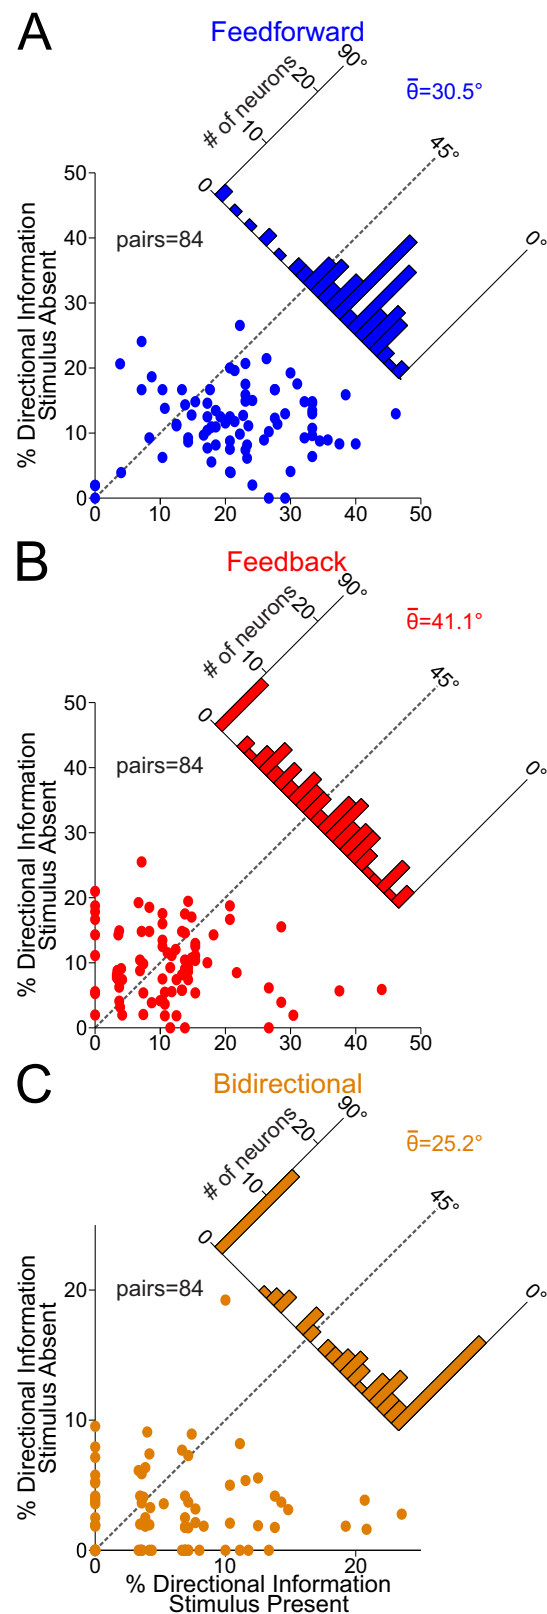 A
Feedforward
90°
20
10
0
# of neurons
θ̄=30.5°
45°
0°
pairs=84
50
40
30
20
10
0
% Directional Information
Stimulus Absent
0 10 20 30 40 50
B
Feedback
90°
20
10
0
# of neurons
θ̄=41.1°
45°
0°
pairs=84
50
40
30
20
10
0
% Directional Information
Stimulus Absent
0 10 20 30 40 50
C
Bidirectional
90°
20
10
0
# of neurons
θ̄=25.2°
45°
0°
pairs=84
20
10
0
% Directional Information
Stimulus Absent
0 10 20
% Directional Information
Stimulus Present